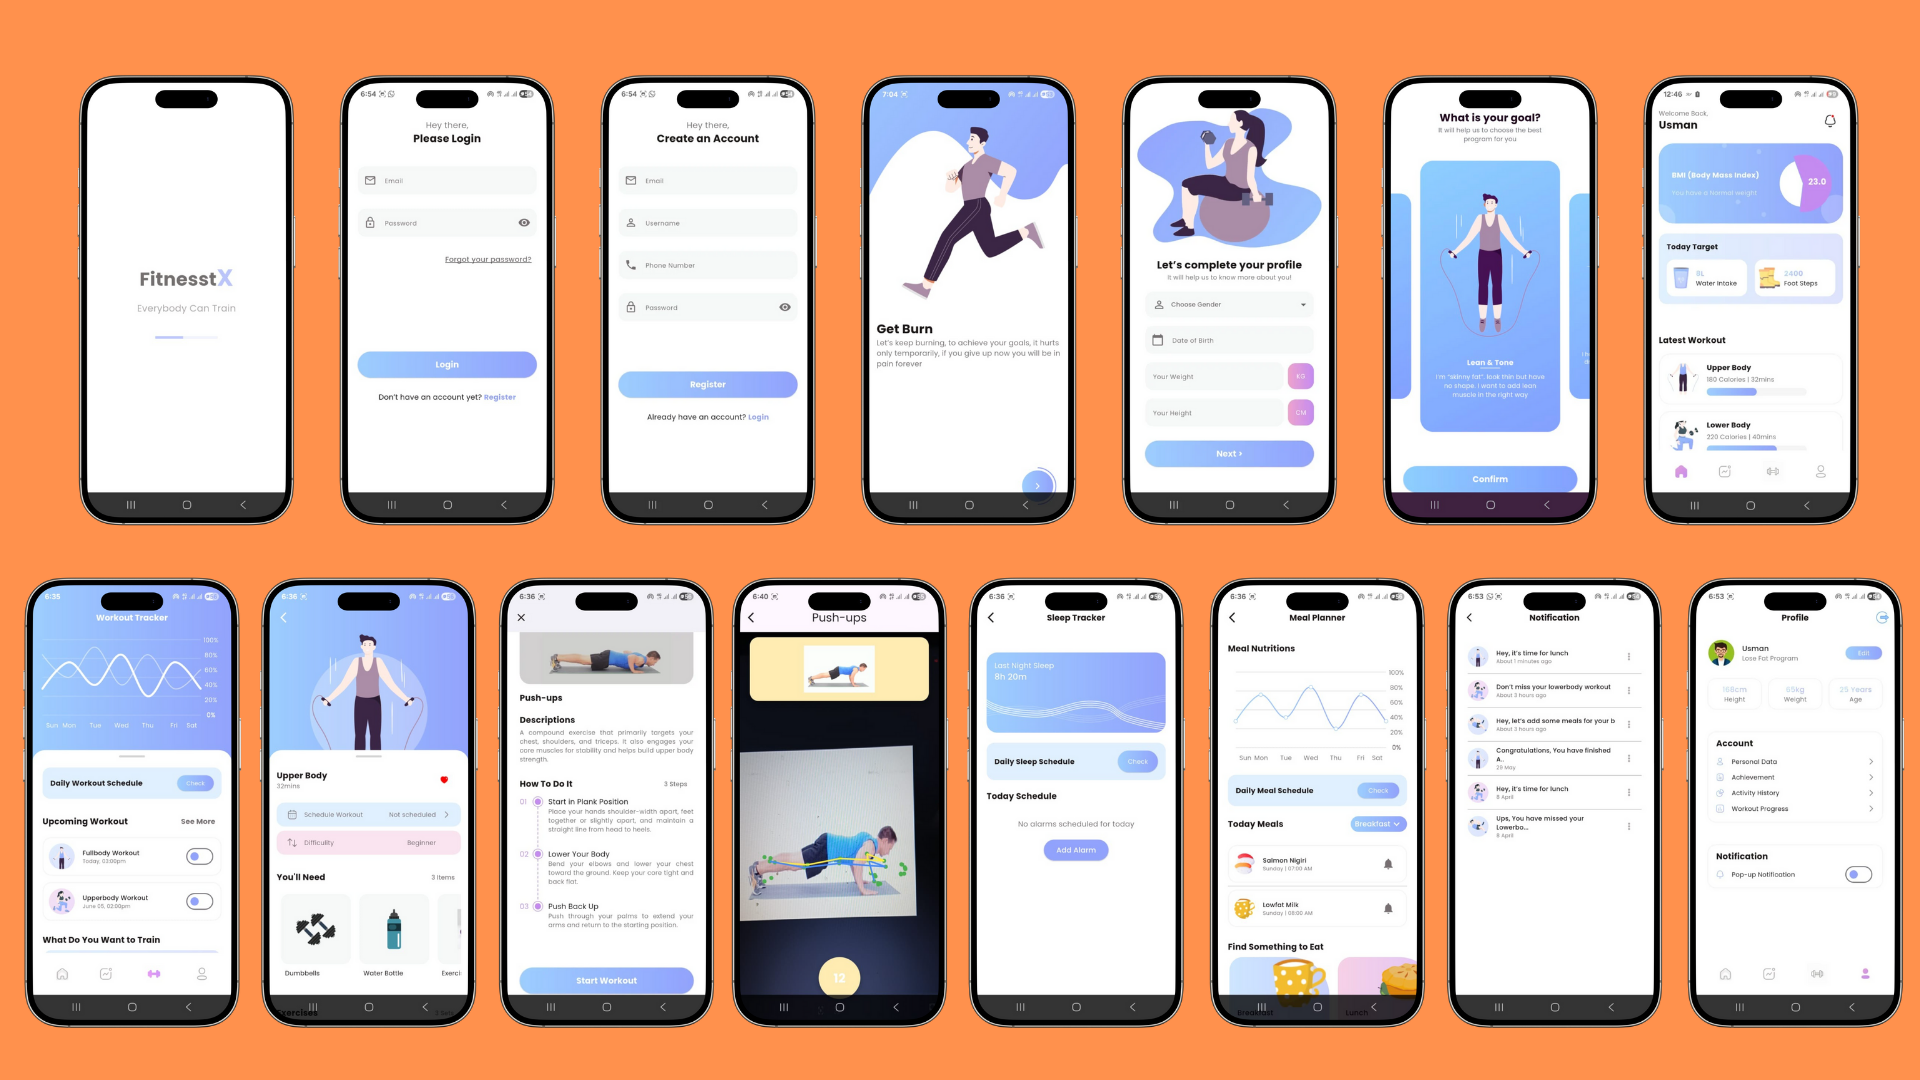 FitnesstX
Everybody Can Train
6:54
Hey there,
Please Login
Email
Password
Forgot your password?
Login
Don't have an account yet? Register
6:54
Hey there,
Create an Account
Email
Username
Phone Number
Password
Register
Already have an account? Login
7:04
Get Burn
Let's keep burning, to achieve your goals, it hurts
only temporarily, if you give up now you will be in
pain forever
Let's complete your profile
It will help us to know more about you!
Choose Gender
Date of Birth
Your Weight
KG
Your Height
CM
Next >
What is your goal?
It will help us to choose the best
program for you
Lean & Tone
I'm "skinny fat". look thin but have
no shape. I want to add lean
muscle in the right way
Confirm
12:46
Welcome Back,
Usman
BMI (Body Mass Index)
You have a normal weight
23.0
Today Target
8L
Water Intake
2400
Foot Steps
Latest Workout
Upper Body
180 Calories | 32mins
Lower Body
220 Calories | 40mins
6:35
Workout Tracker
100%
80%
60%
40%
20%
0%
Sun Mon Tue Wed Thu Fri Sat
Daily Workout Schedule
Check
Upcoming Workout
See More
Fullbody Workout
Today, 03:00pm
Upperbody Workout
June 05, 02:00pm
What Do You Want to Train
6:36
Upper Body
32mins
Schedule Workout
Not scheduled
Difficulity
Beginner
You'll Need
3 Items
Dumbbells
Water Bottle
Exerci
Exercises
6:36
Push-ups
Descriptions
A compound exercise that primarily targets your
chest, shoulders, and triceps. It also engages your
core muscles for stability and helps build upper body
strength.
How To Do It
3 Steps
01
Start in Plank Position
Place your hands shoulder-width apart, feet
together or slightly apart, and maintain a
straight line from head to heels.
02
Lower Your Body
Bend your elbows and lower your chest
toward the ground. Keep your core tight and
back flat.
03
Push Back Up
Push through your palms to extend your
arms and return to the starting position.
Start Workout
6:40
Push-ups
12
6:36
Sleep Tracker
Last Night Sleep
8h 20m
Daily Sleep Schedule
Check
Today Schedule
No alarms scheduled for today
Add Alarm
6:36
Meal Planner
Meal Nutritions
100%
80%
60%
40%
20%
0%
Sun Mon Tue Wed Thu Fri Sat
Daily Meal Schedule
Check
Today Meals
Breakfast
Salmon Nigiri
Sunday | 07:00 AM
Lowfat Milk
Sunday | 08:00 AM
Find Something to Eat
Breakfast
Lunch
6:53
Notification
Hey, it's time for lunch
About 1 minutes ago
Don't miss your lowerbody workout
About 3 hours ago
Hey, let's add some meals for your b
About 3 hours ago
Congratulations, You have finished
A..
29 May
Hey, it's time for lunch
8 April
Ups, You have missed your
Lowerbo...
8 April
6:53
Profile
Usman
Lose Fat Program
Edit
168cm
Height
65kg
Weight
25 Years
Age
Account
Personal Data
Achievement
Activity History
Workout Progress
Notification
Pop-up Notification